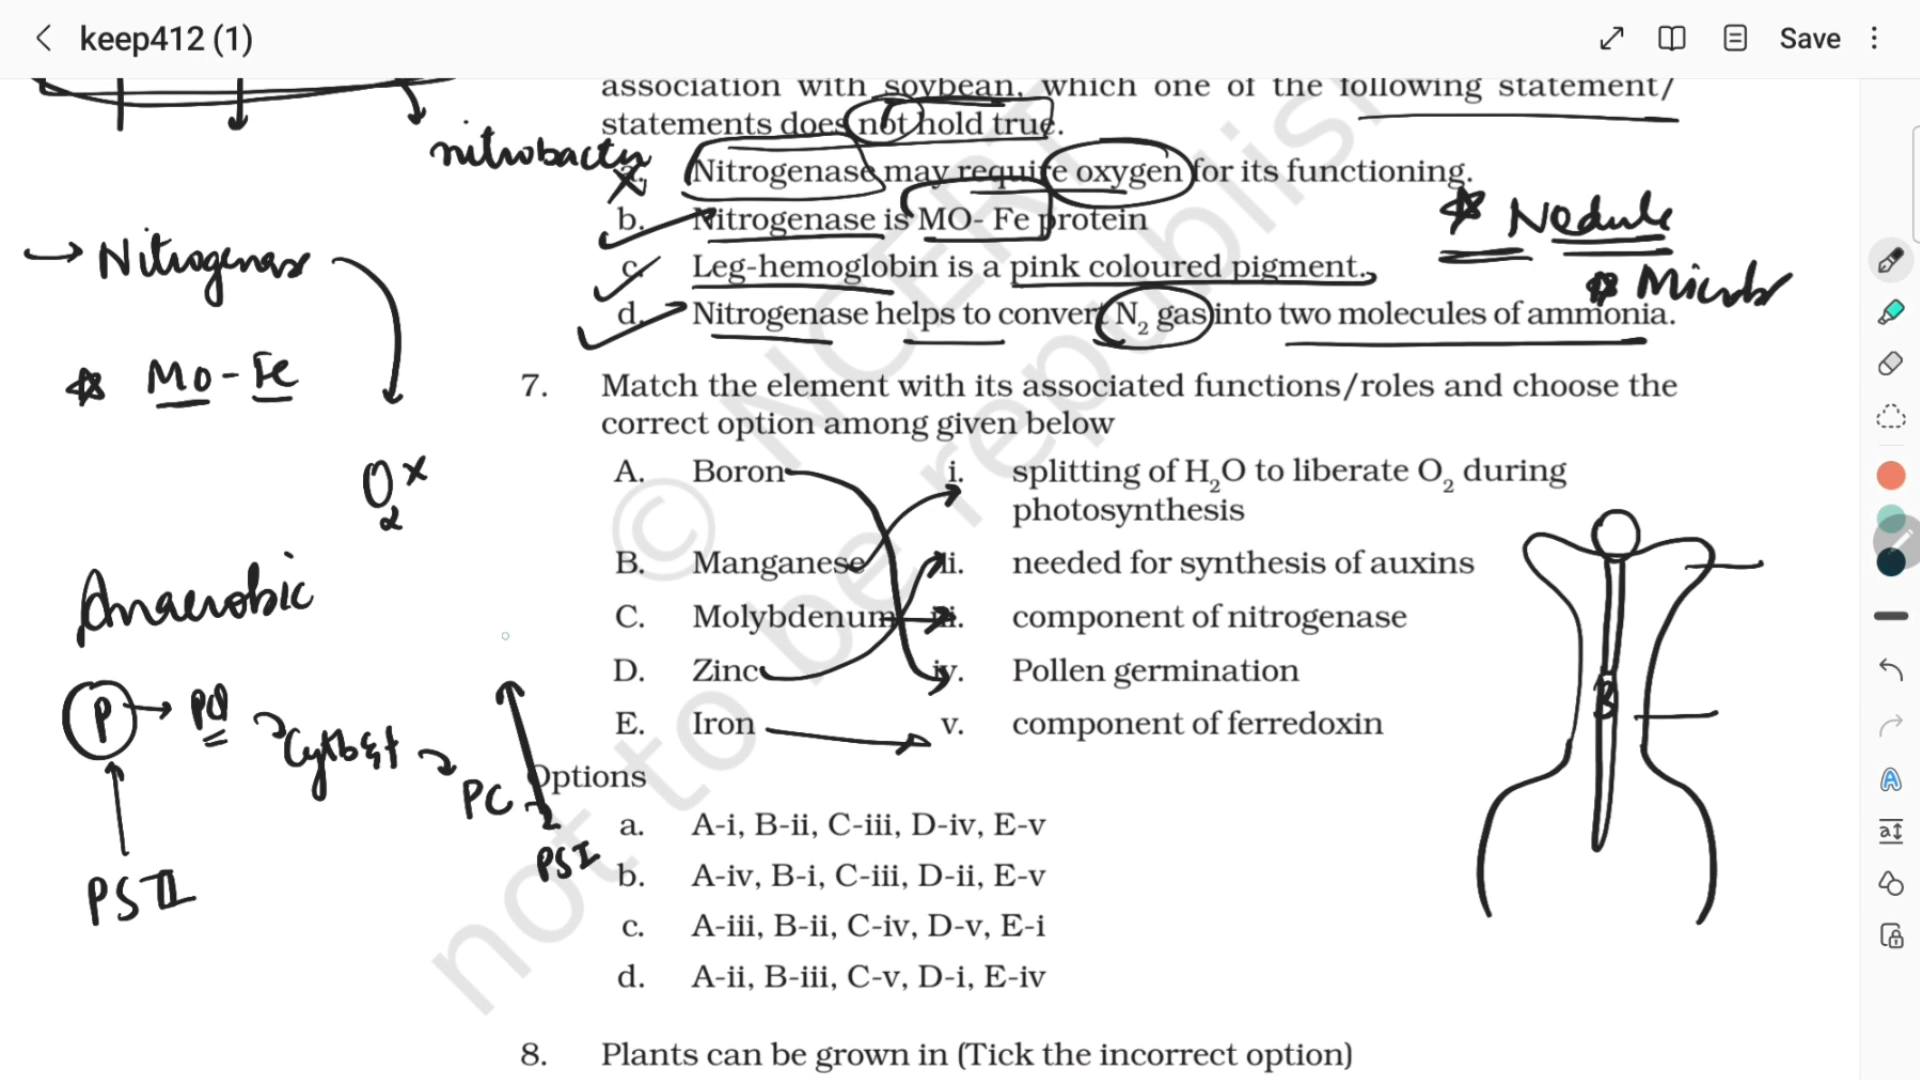 keep412 (1)
Save
association with soybean, which one of the following statement/
statements does not hold true.
a. Nitrogenase may require oxygen for its functioning.
b. Nitrogenase is MO- Fe protein
c. Leg-hemoglobin is a pink coloured pigment.
d. Nitrogenase helps to convert N₂ gas into two molecules of ammonia.
Nodule
Nitrogenase
Mo-Fe
O₂ x
Anaerobic
P → PQ
PC
PS II
PSI
7. Match the element with its associated functions/roles and choose the
correct option among given below
A. Boron i. splitting of H₂O to liberate O₂ during
photosynthesis
B. Manganese ii. needed for synthesis of auxins
C. Molybdenum iii. component of nitrogenase
D. Zinc iv. Pollen germination
E. Iron v. component of ferredoxin
Options
a. A-i, B-ii, C-iii, D-iv, E-v
b. A-iv, B-i, C-iii, D-ii, E-v
c. A-iii, B-ii, C-iv, D-v, E-i
d. A-ii, B-iii, C-v, D-i, E-iv
B
8. Plants can be grown in (Tick the incorrect option)
© NCERT
not to be republish